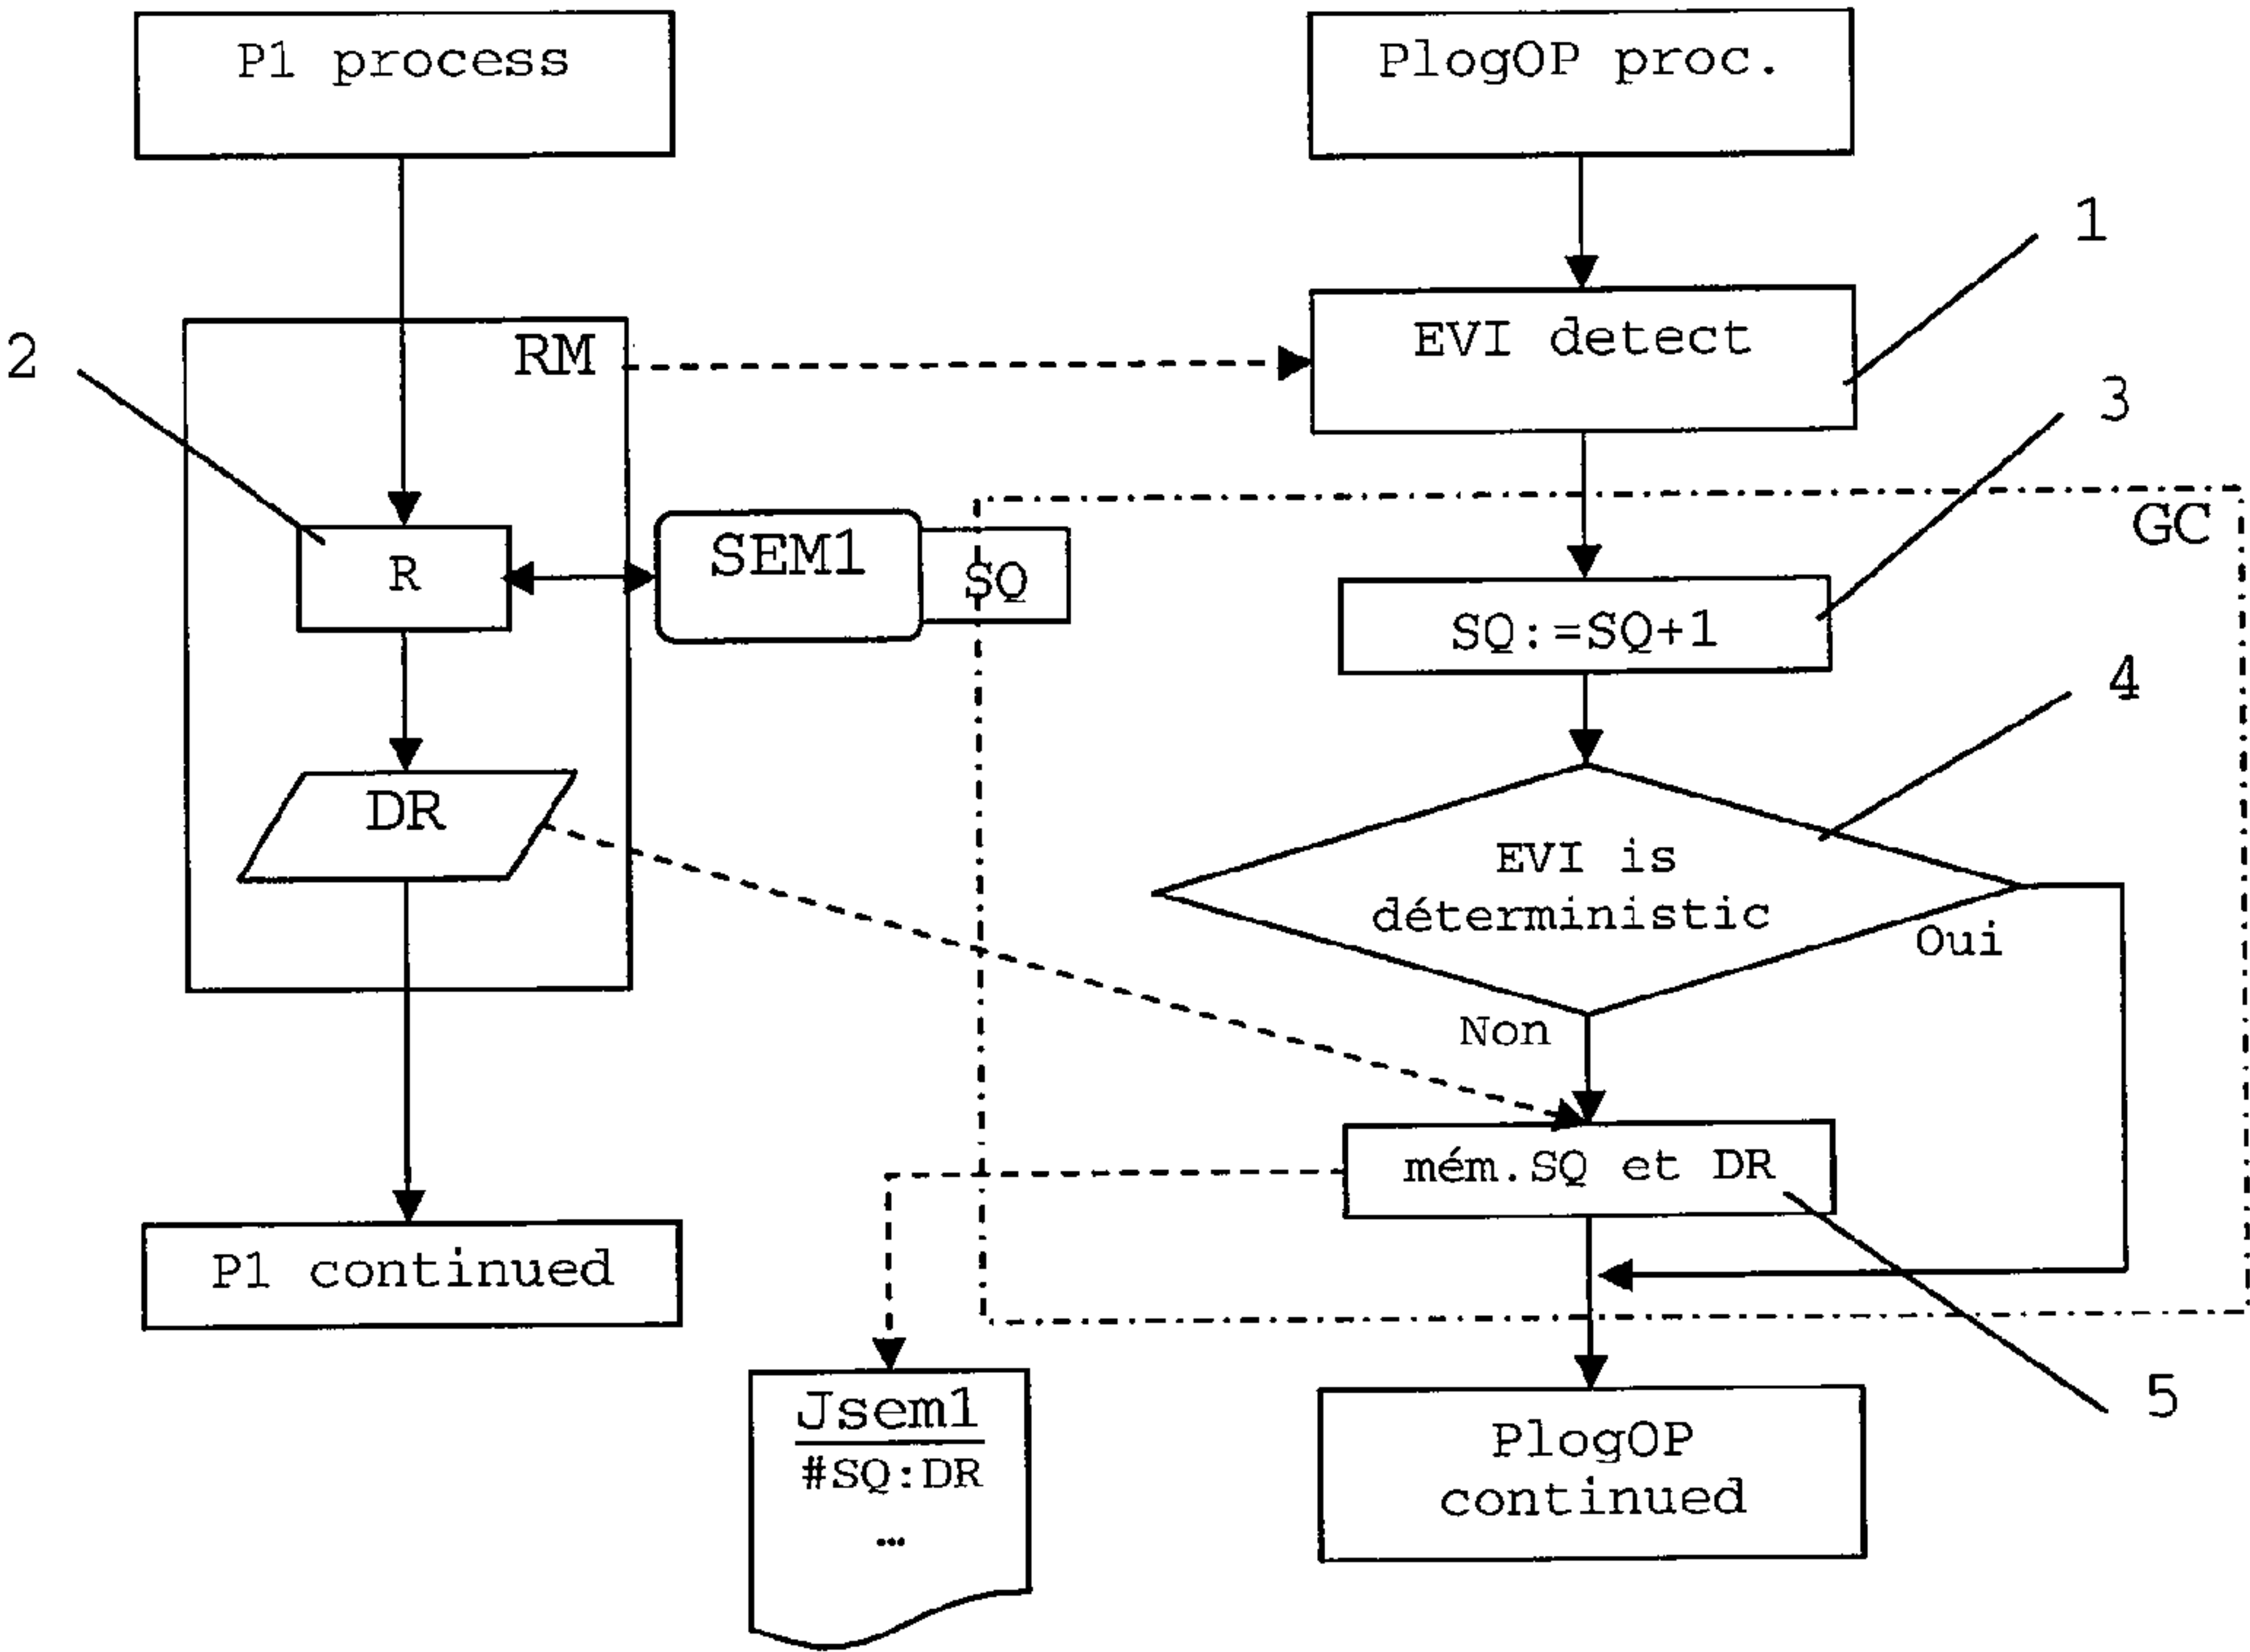 P1 process
PlogOP proc.
1
EVI detect
RM
2
3
GC
SEM1
SQ
R
SQ:=SQ+1
4
DR
EVI is
déterministic
Oui
Non
mém.SQ et DR
P1 continued
5
Jsem1
#SQ:DR
…
PlogOP
continued